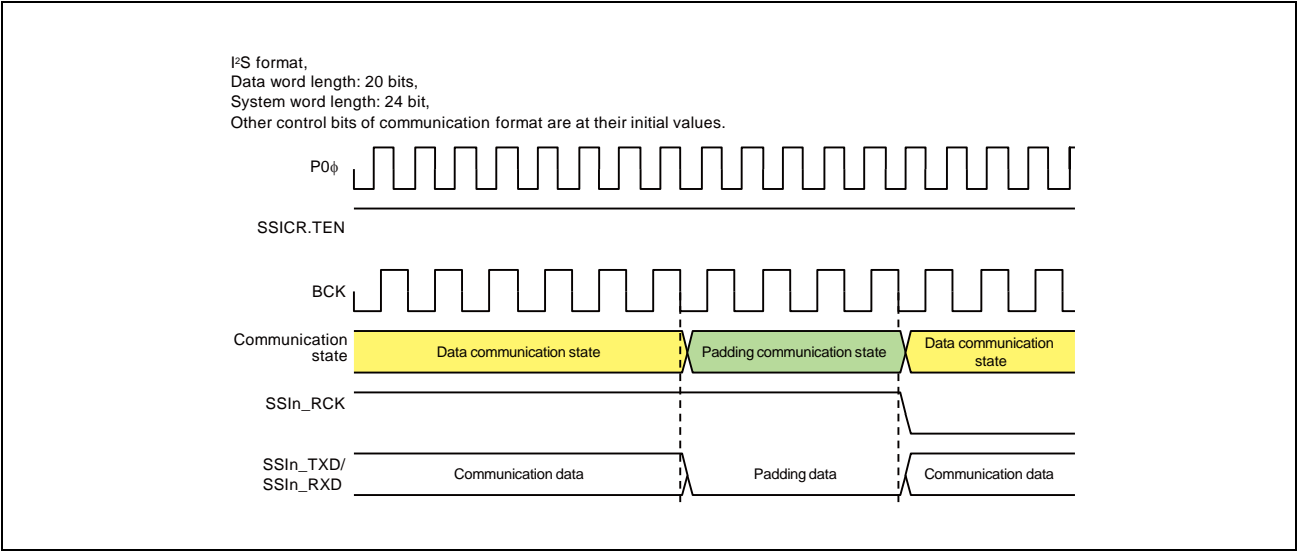 I²S format,
Data word length: 20 bits,
System word length: 24 bit,
Other control bits of communication format are at their initial values.
P0ϕ
SSICR.TEN
BCK
Communication
state
Data communication state
Padding communication state
Data communication
state
SSIn_RCK
SSIn_TXD/
SSIn_RXD
Communication data
Padding data
Communication data